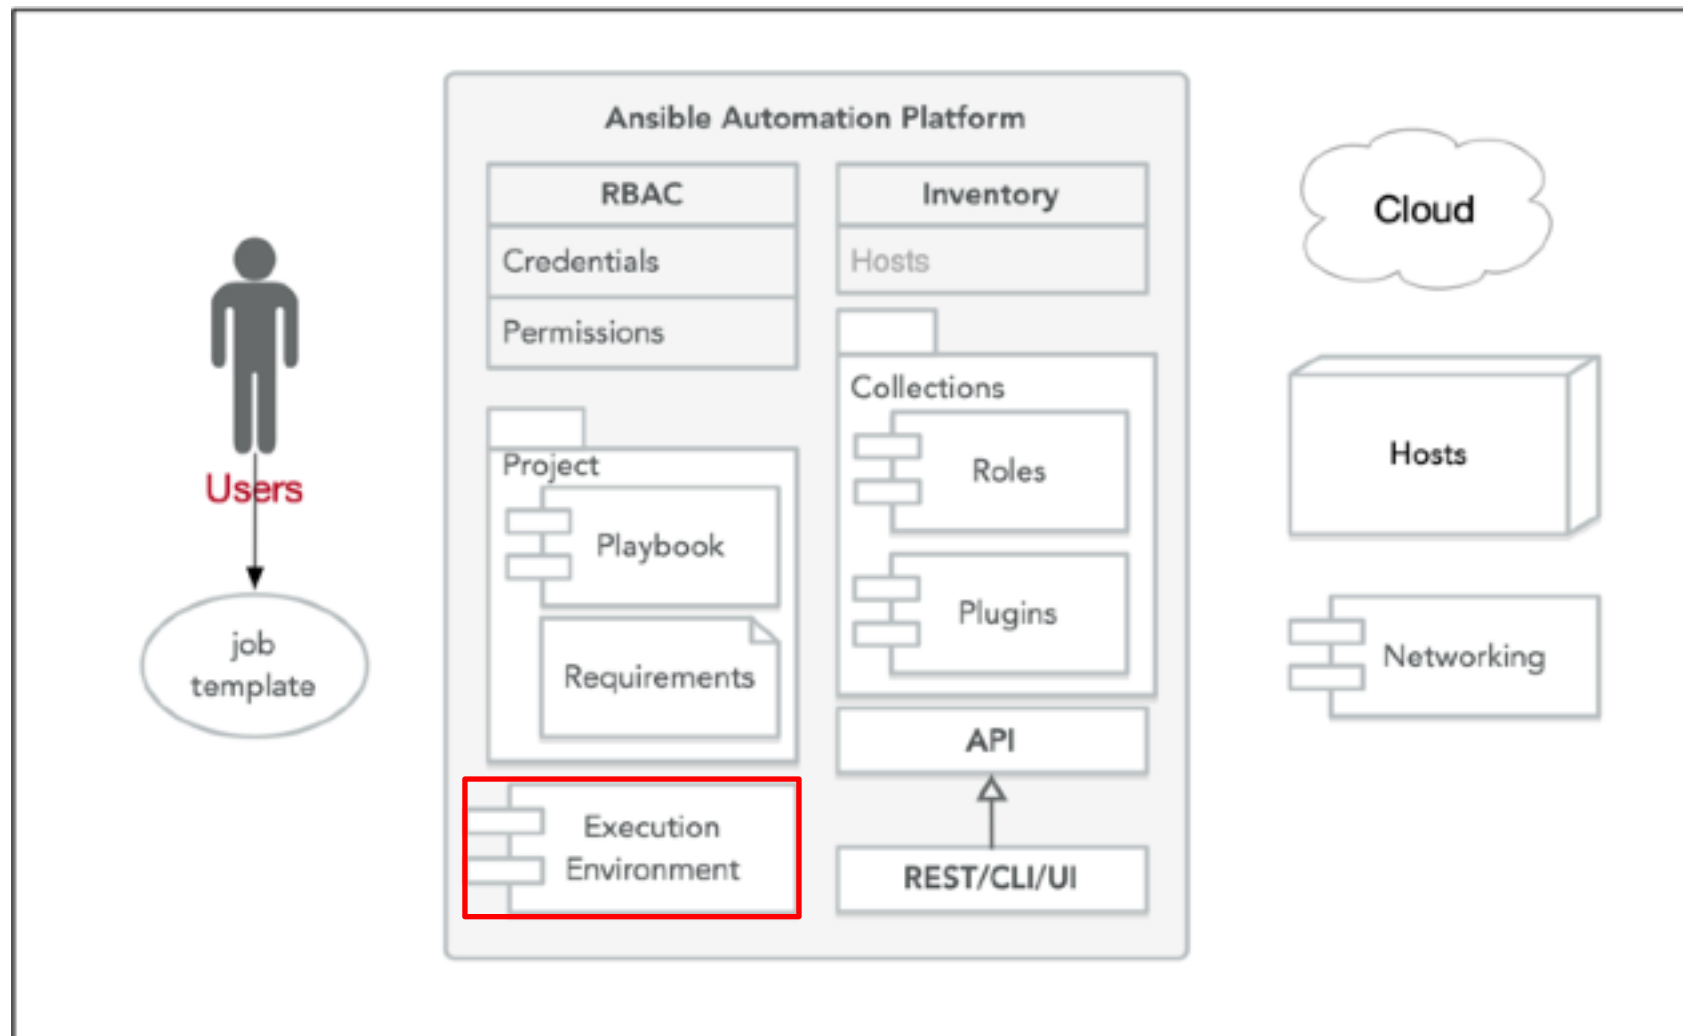 Ansible Automation Platform
RBAC
Credentials
Permissions
Inventory
Hosts
Project
Playbook
Requirements
Collections
Roles
Plugins
Execution
Environment
API
REST/CLI/UI
Users
job
template
Cloud
Hosts
Networking